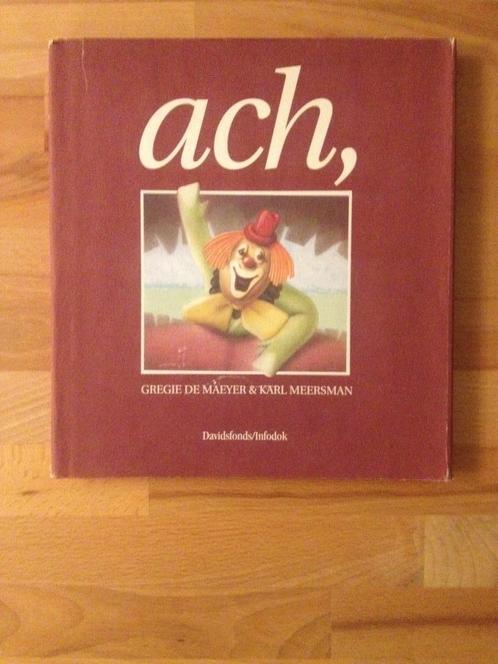 ach,
GREGIE DE MAEYER & KARL MEERSMAN
Davidsfonds/Infodok